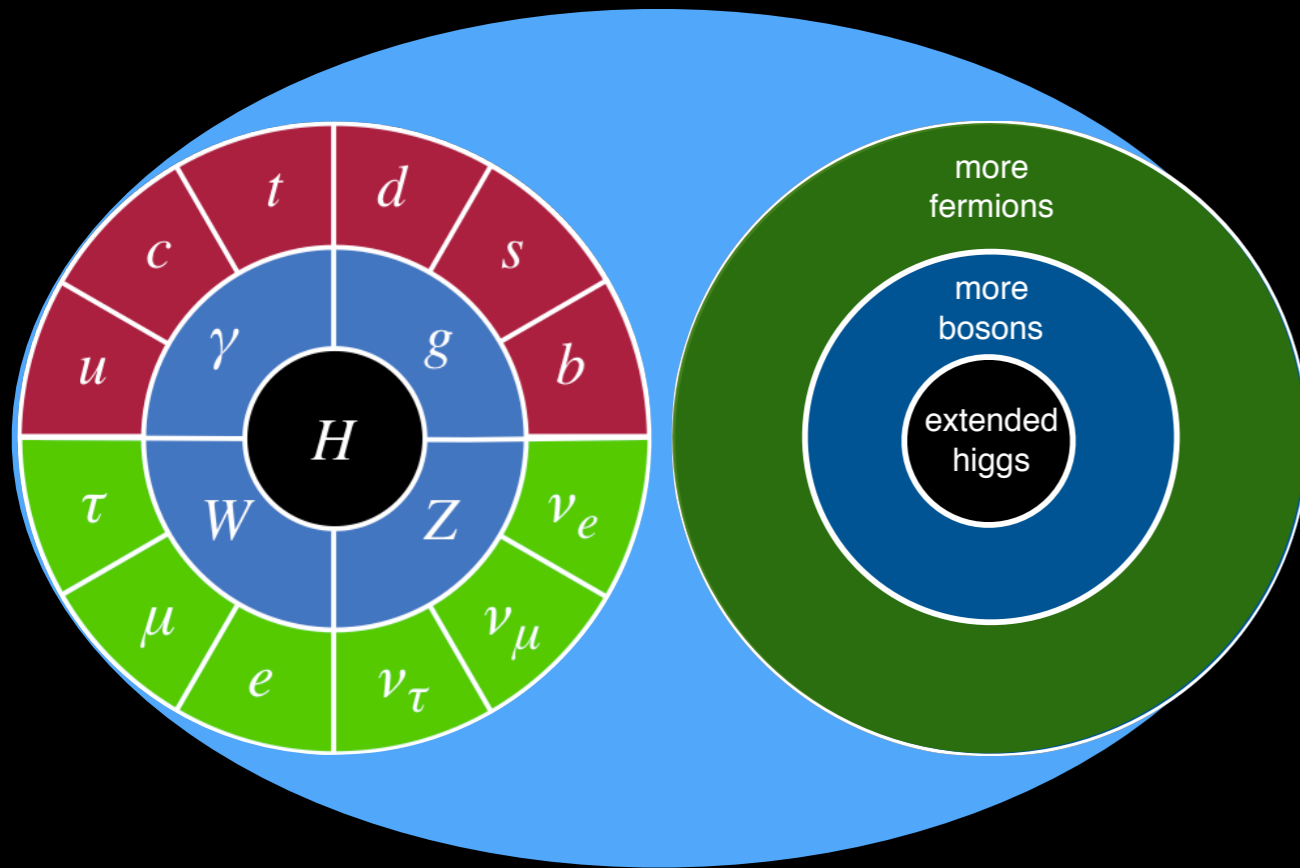 t
d
c
s
u
b
γ
g
H
W
Z
τ
ν_e
μ
ν_μ
e
ν_τ
more
fermions
more
bosons
extended
higgs